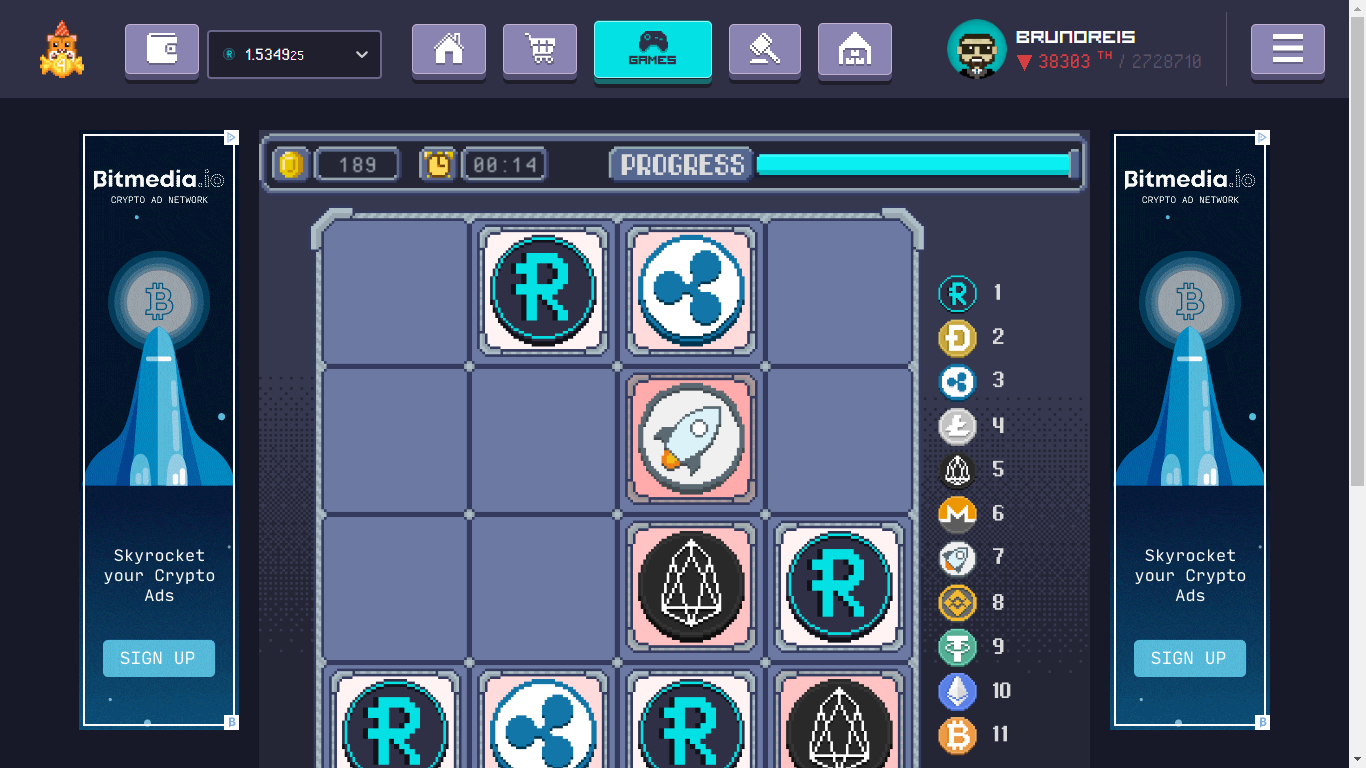 1.534925
GAMES
BRUNOREIS
38303 TH / 2728710
Bitmedia.io
CRYPTO AD NETWORK
Skyrocket
your Crypto
Ads
SIGN UP
189
00:14
PROGRESS
1
2
3
4
5
6
7
8
9
10
11
Bitmedia.io
CRYPTO AD NETWORK
Skyrocket
your Crypto
Ads
SIGN UP